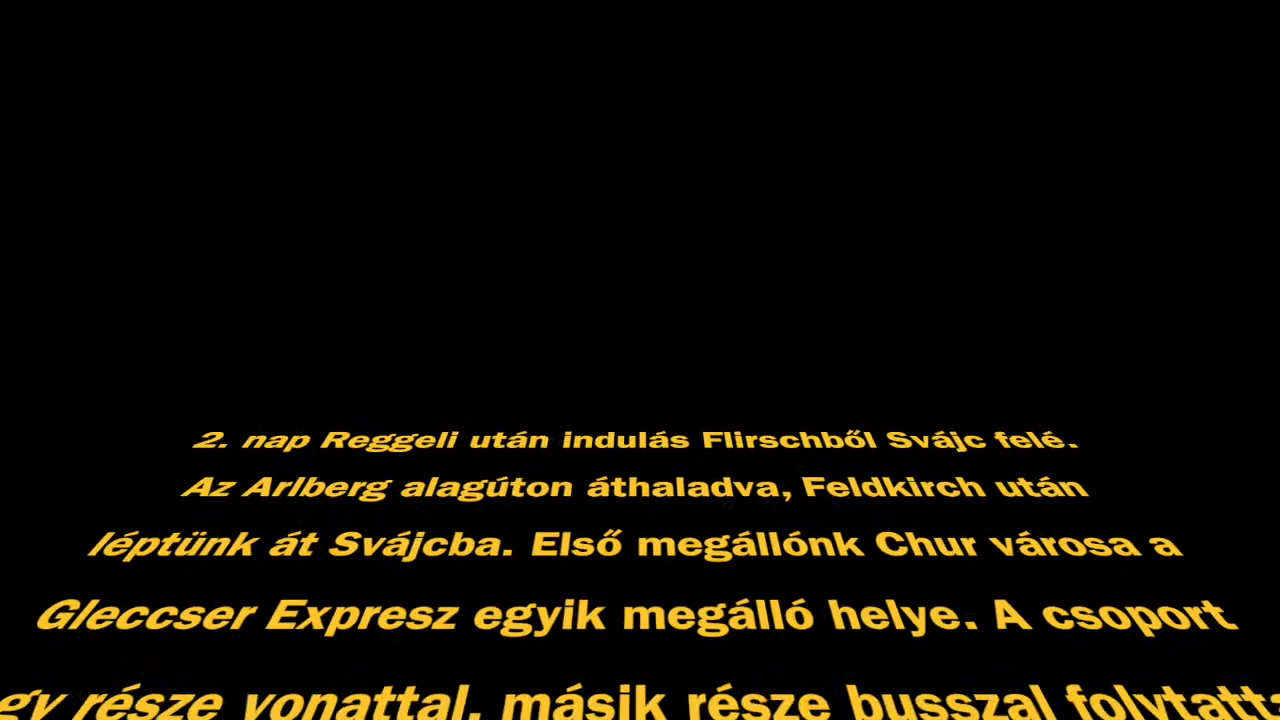 2. nap Reggeli után indulás Flirschből Svájc felé.
Az Arlberg alagúton áthaladva, Feldkirch után
léptünk át Svájcba. Első megállónk Chur városa a
Gleccser Expresz egyik megálló helye. A csoport
része vonattal, másik része busszal